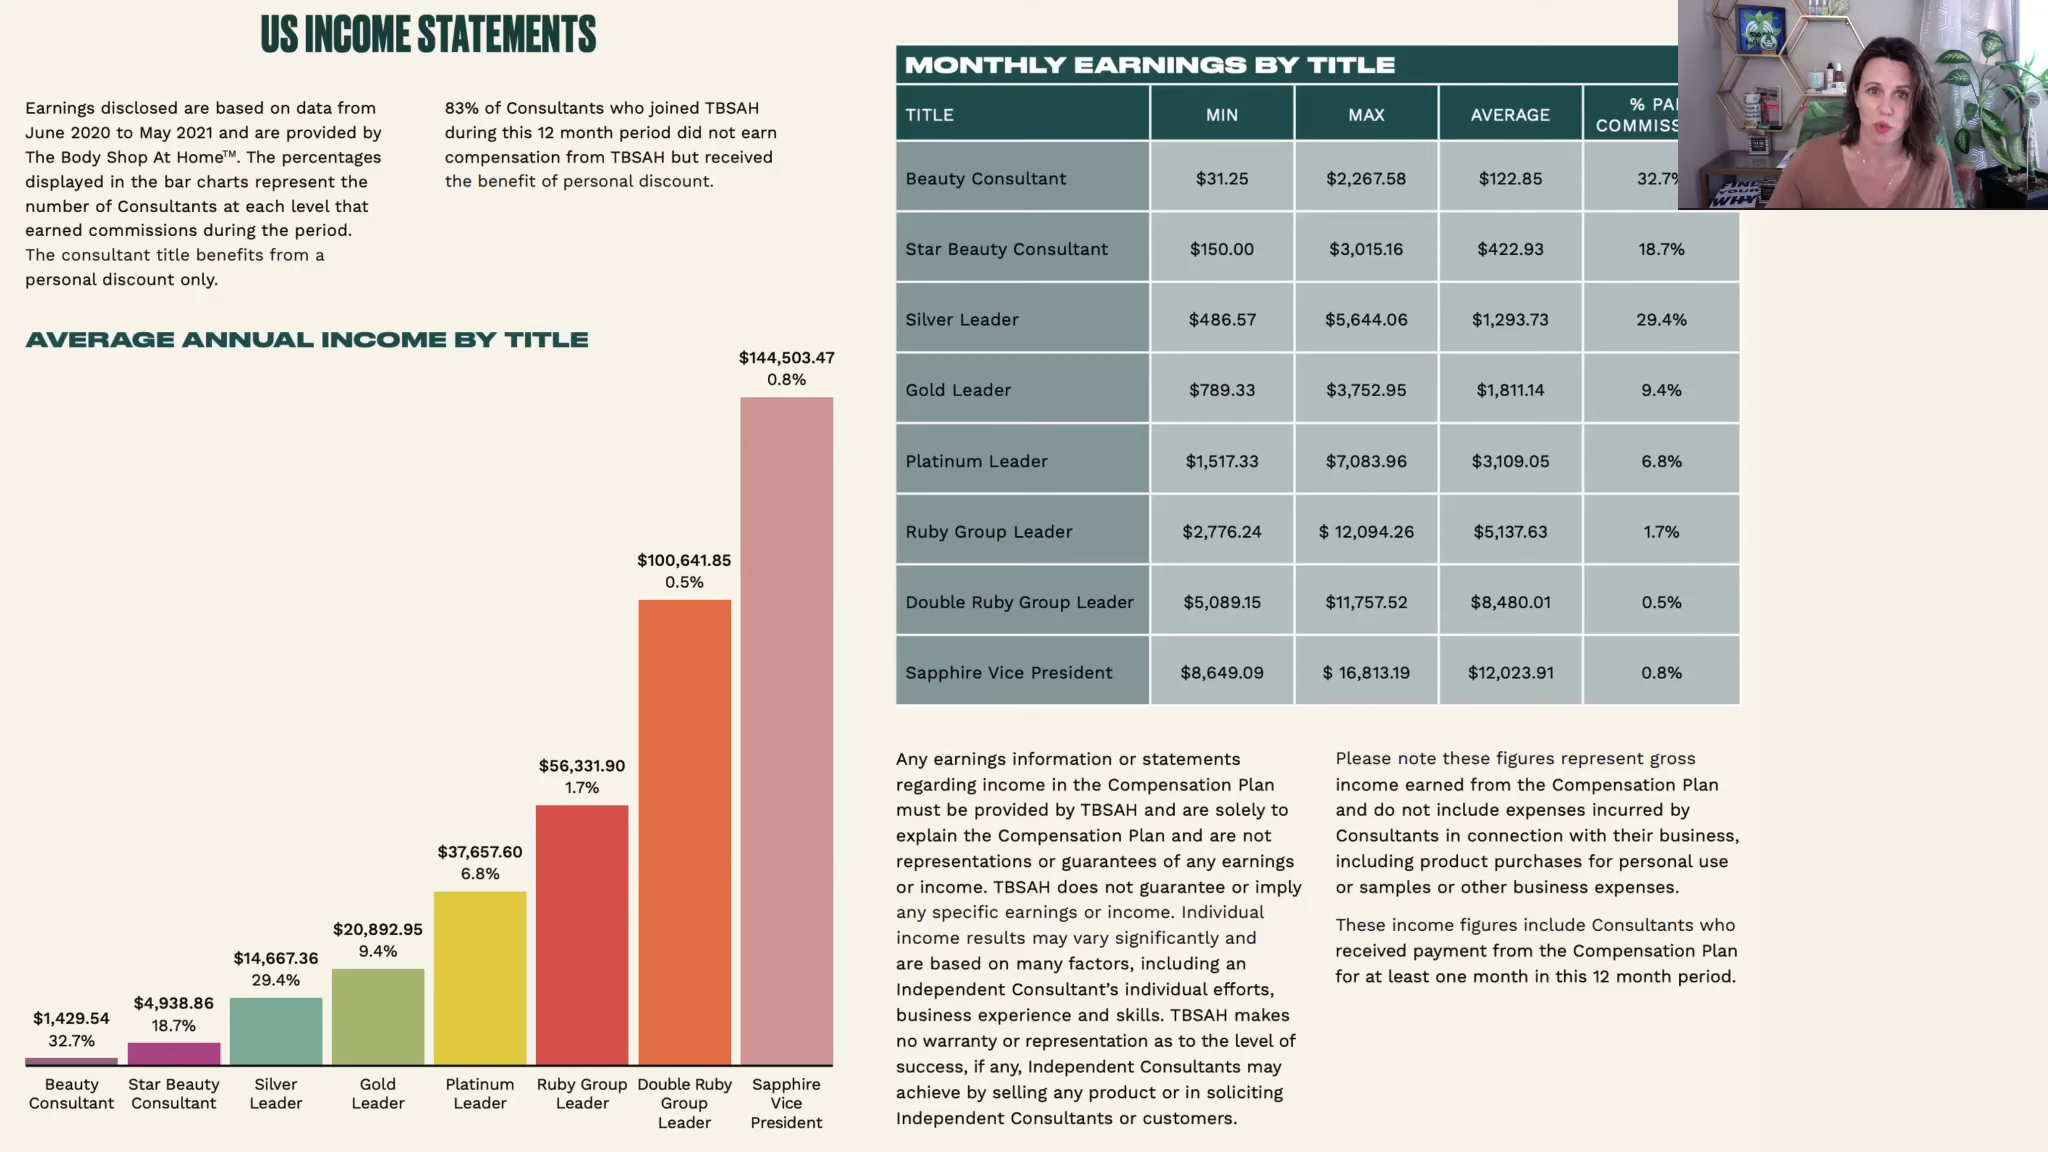 US INCOME STATEMENTS
Earnings disclosed are based on data from
June 2020 to May 2021 and are provided by
The Body Shop At Home™. The percentages
displayed in the bar charts represent the
number of Consultants at each level that
earned commissions during the period.
The consultant title benefits from a
personal discount only.
83% of Consultants who joined TBSAH
during this 12 month period did not earn
compensation from TBSAH but received
the benefit of personal discount.
AVERAGE ANNUAL INCOME BY TITLE
$1,429.54
32.7%
$4,938.86
18.7%
$14,667.36
29.4%
$20,892.95
9.4%
$37,657.60
6.8%
$56,331.90
1.7%
$100,641.85
0.5%
$144,503.47
0.8%
Beauty
Consultant
Star Beauty
Consultant
Silver
Leader
Gold
Leader
Platinum
Leader
Ruby Group
Leader
Double Ruby
Group
Leader
Sapphire
Vice
President
MONTHLY EARNINGS BY TITLE
TITLE MIN MAX AVERAGE %
Beauty Consultant $31.25 $2,267.58 $122.85 32.7%
Star Beauty Consultant $150.00 $3,015.16 $422.93 18.7%
Silver Leader $486.57 $5,644.06 $1,293.73 29.4%
Gold Leader $789.33 $3,752.95 $1,811.14 9.4%
Platinum Leader $1,517.33 $7,083.96 $3,109.05 6.8%
Ruby Group Leader $2,776.24 $ 12,094.26 $5,137.63 1.7%
Double Ruby Group Leader $5,089.15 $11,757.52 $8,480.01 0.5%
Sapphire Vice President $8,649.09 $ 16,813.19 $12,023.91 0.8%
Any earnings information or statements
regarding income in the Compensation Plan
must be provided by TBSAH and are solely to
explain the Compensation Plan and are not
representations or guarantees of any earnings
or income. TBSAH does not guarantee or imply
any specific earnings or income. Individual
income results may vary significantly and
are based on many factors, including an
Independent Consultant's individual efforts,
business experience and skills. TBSAH makes
no warranty or representation as to the level of
success, if any, Independent Consultants may
achieve by selling any product or in soliciting
Independent Consultants or customers.
Please note these figures represent gross
income earned from the Compensation Plan
and do not include expenses incurred by
Consultants in connection with their business,
including product purchases for personal use
or samples or other business expenses.
These income figures include Consultants who
received payment from the Compensation Plan
for at least one month in this 12 month period.
FIND
YOUR
WHY